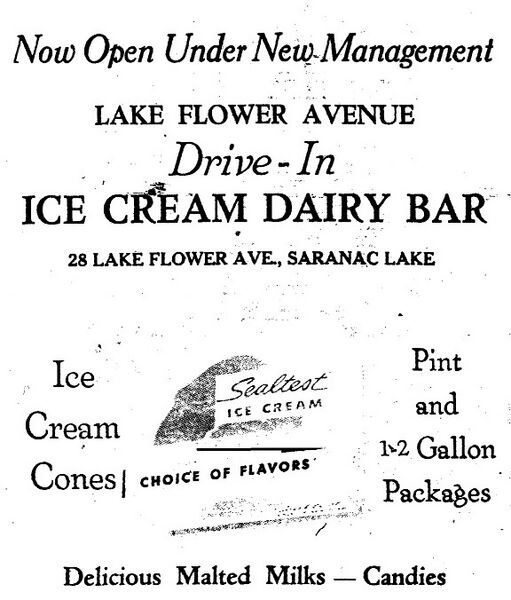 Now Open Under New Management
LAKE FLOWER AVENUE
Drive-In
ICE CREAM DAIRY BAR
28 LAKE FLOWER AVE., SARANAC LAKE
Ice
Cream
Cones
Sealtest
ICE CREAM
CHOICE OF FLAVORS
Pint
and
1-2 Gallon
Packages
Delicious Malted Milks — Candies